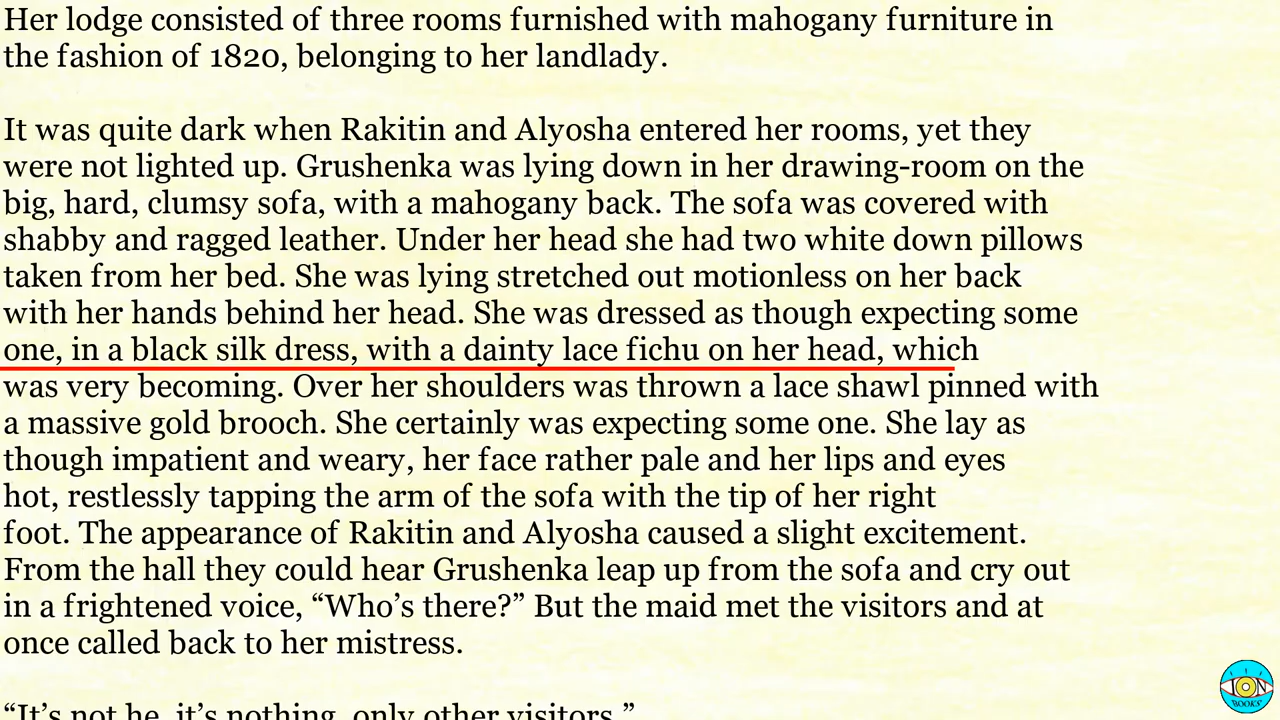 Her lodge consisted of three rooms furnished with mahogany furniture in
the fashion of 1820, belonging to her landlady.
It was quite dark when Rakitin and Alyosha entered her rooms, yet they
were not lighted up. Grushenka was lying down in her drawing-room on the
big, hard, clumsy sofa, with a mahogany back. The sofa was covered with
shabby and ragged leather. Under her head she had two white down pillows
taken from her bed. She was lying stretched out motionless on her back
with her hands behind her head. She was dressed as though expecting some
one, in a black silk dress, with a dainty lace fichu on her head, which
was very becoming. Over her shoulders was thrown a lace shawl pinned with
a massive gold brooch. She certainly was expecting some one. She lay as
though impatient and weary, her face rather pale and her lips and eyes
hot, restlessly tapping the arm of the sofa with the tip of her right
foot. The appearance of Rakitin and Alyosha caused a slight excitement.
From the hall they could hear Grushenka leap up from the sofa and cry out
in a frightened voice, “Who’s there?” But the maid met the visitors and at
once called back to her mistress.
“It’s not he, it’s nothing, only other visitors.”
ION
BOOKS